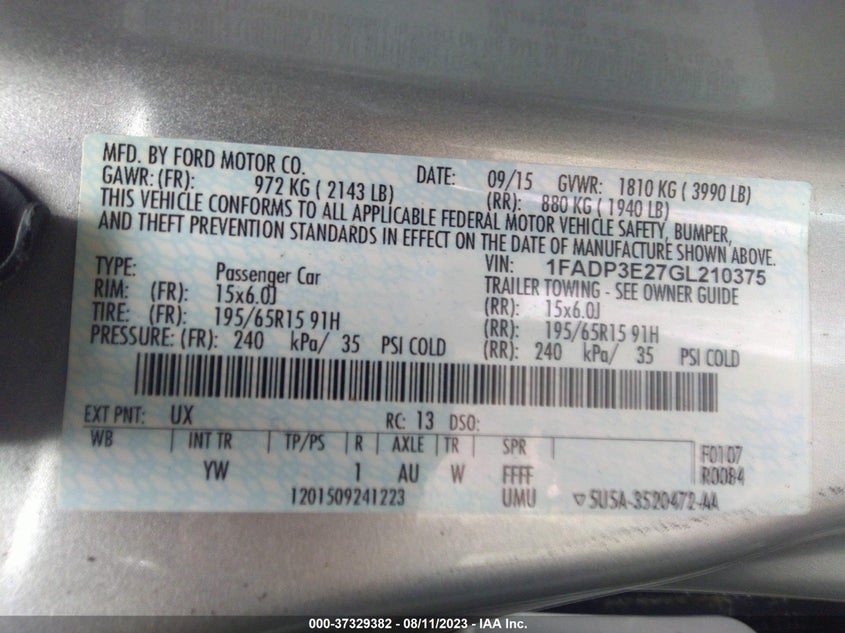 MFD. BY FORD MOTOR CO. DATE: 09/15 GVWR: 1810 KG ( 3990 LB)
GAWR: (FR): 972 KG ( 2143 LB) (RR): 880 KG ( 1940 LB)
THIS VEHICLE CONFORMS TO ALL APPLICABLE FEDERAL MOTOR VEHICLE SAFETY, BUMPER,
AND THEFT PREVENTION STANDARDS IN EFFECT ON THE DATE OF MANUFACTURE SHOWN ABOVE.
VIN: 1FADP3E27GL210375
TYPE: Passenger Car TRAILER TOWING - SEE OWNER GUIDE
RIM: (FR): 15x6.0J (RR): 15x6.0J
TIRE: (FR): 195/65R15 91H (RR): 195/65R15 91H
PRESSURE: (FR): 240 kPa/ 35 PSI COLD (RR): 240 kPa/ 35 PSI COLD
EXT PNT: UX RC: 13 DSO:
WB INT TR TP/PS R AXLE TR SPR F0107
YW 1 AU W FFFF R0084
1201509241223 UMU 5U5A-3520472-AA
000-37329382 - 08/11/2023 - IAA Inc.